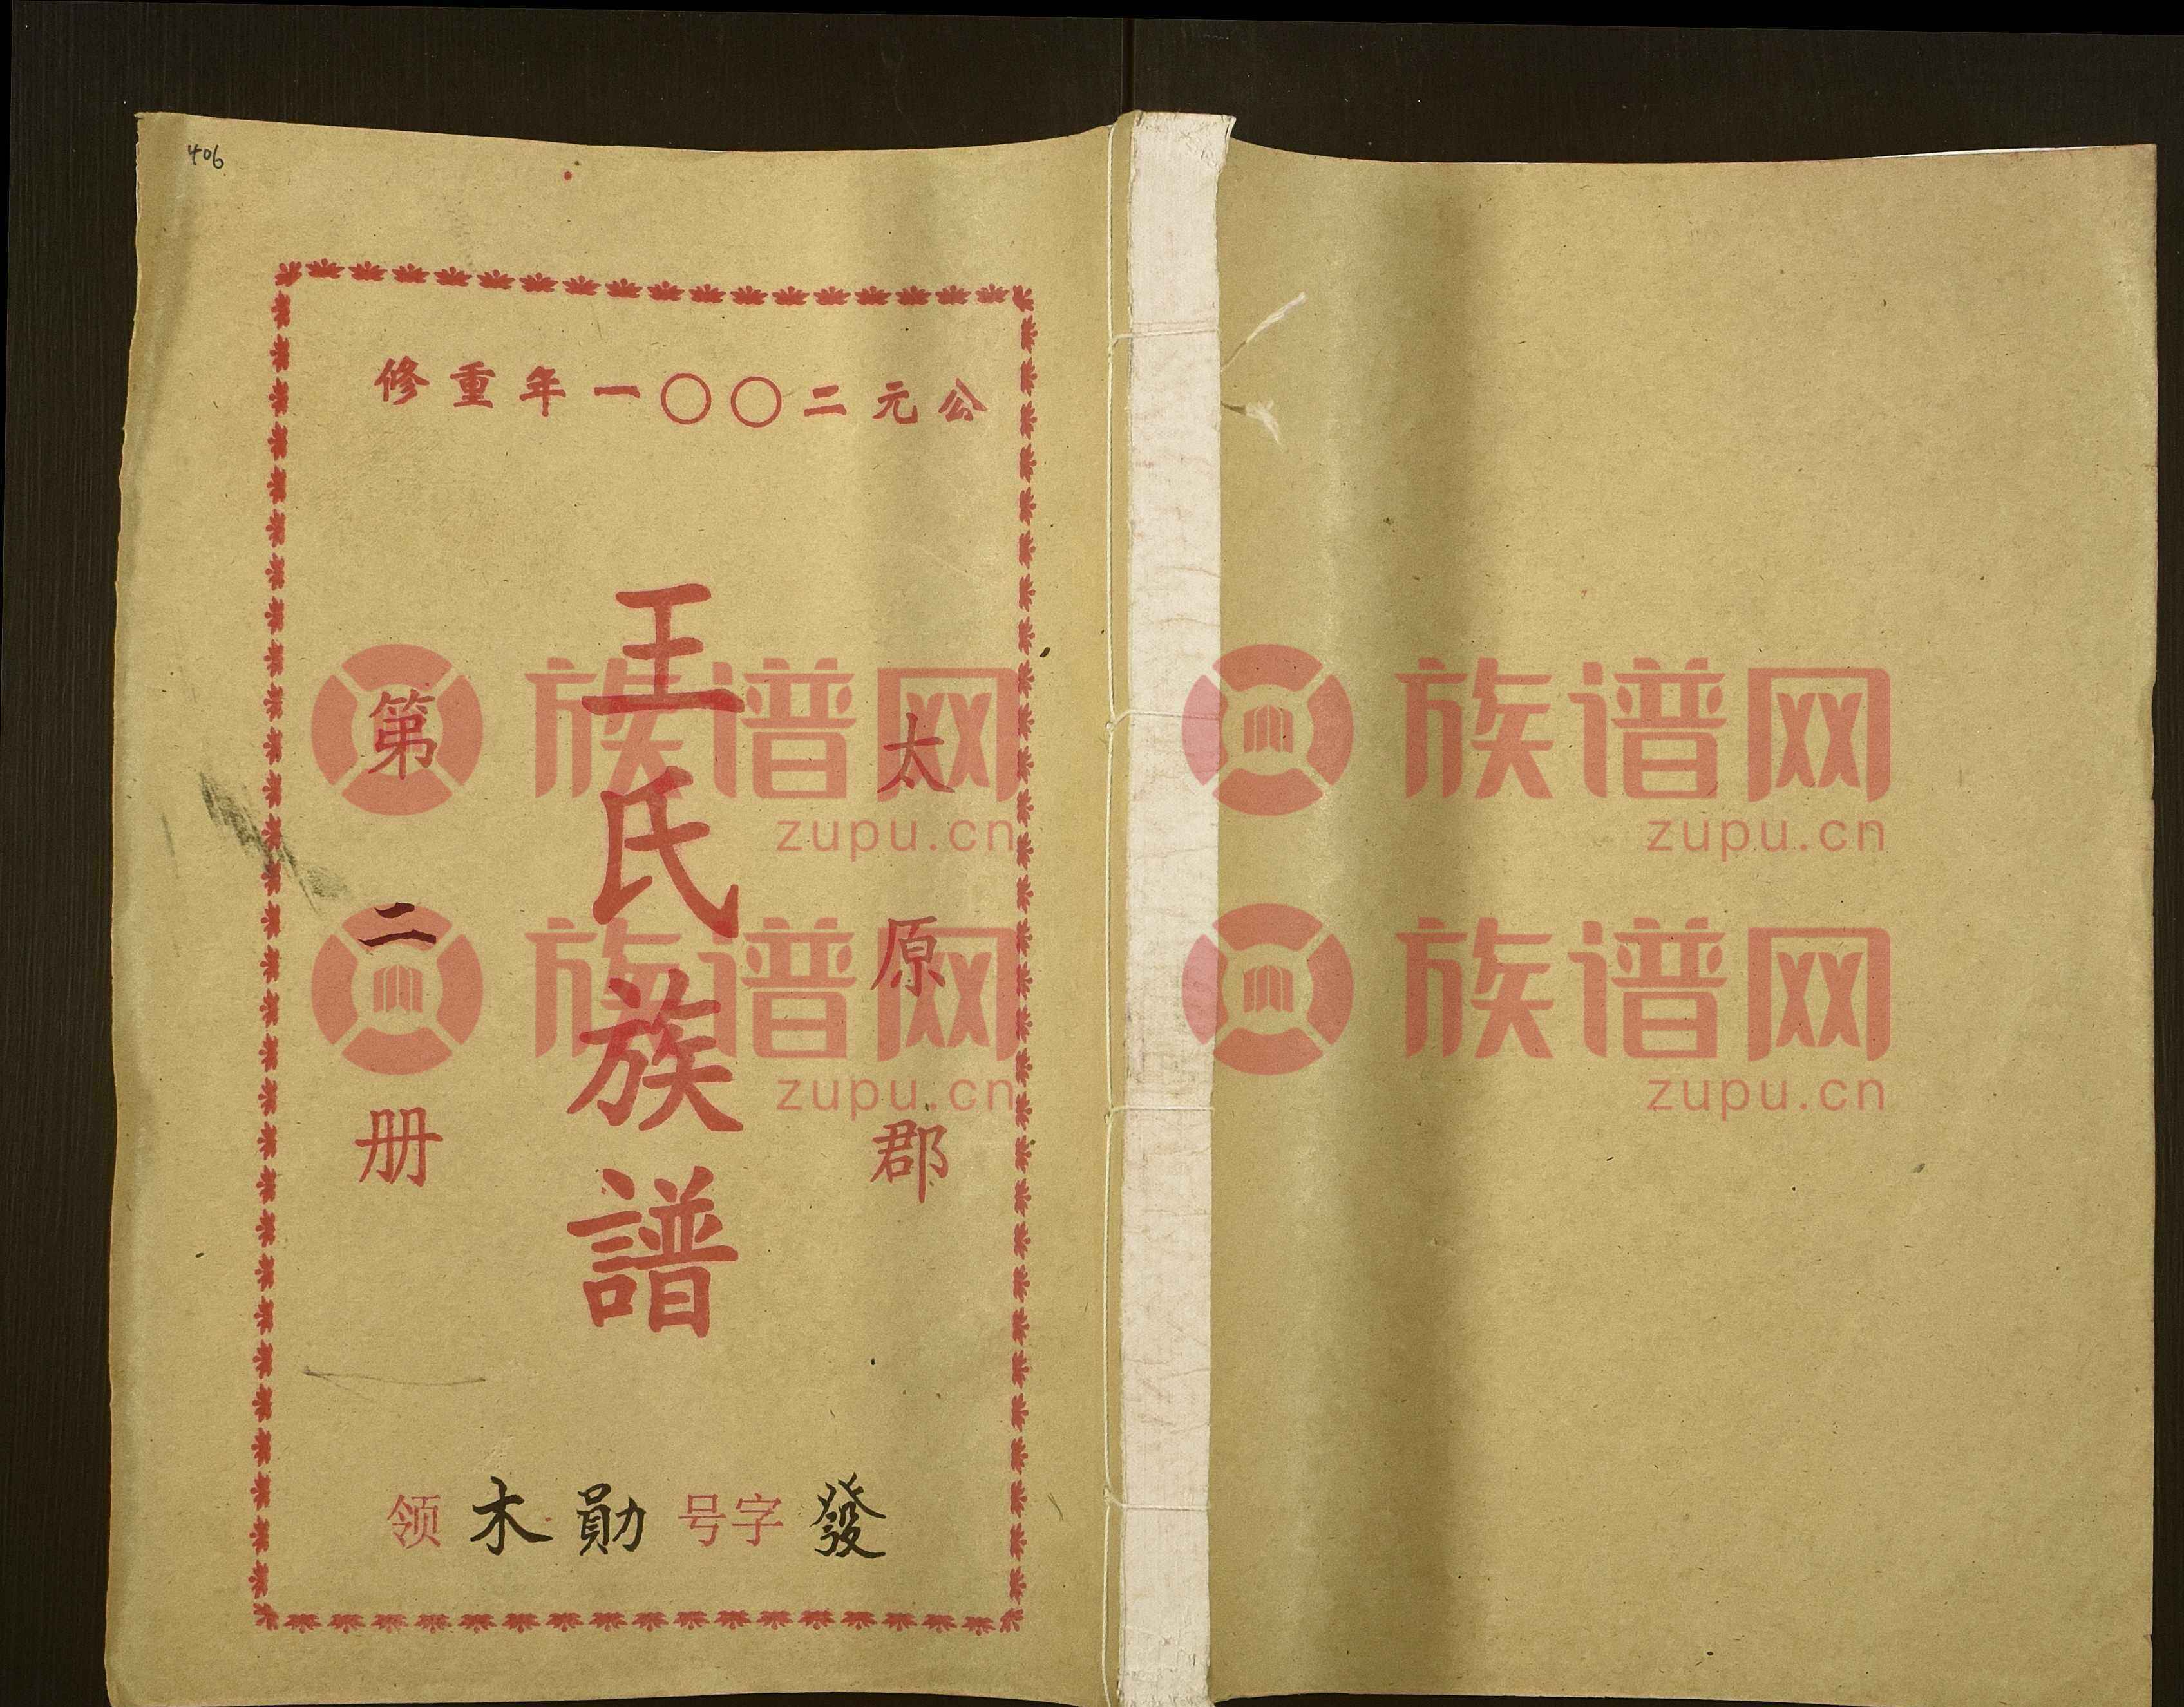 406
公元二〇〇一年重修
太原郡
王氏族譜
第二册
發字号勛木领
族谱网
zupu.cn
族谱网
zupu.cn
族谱网
zupu.cn
族谱网
zupu.cn